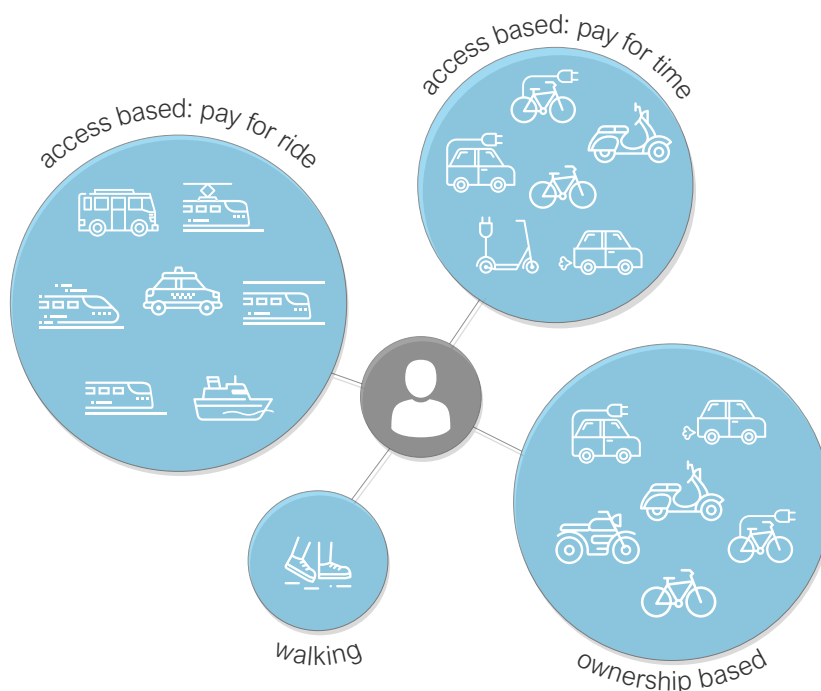 access based: pay for time
access based: pay for ride
walking
ownership based